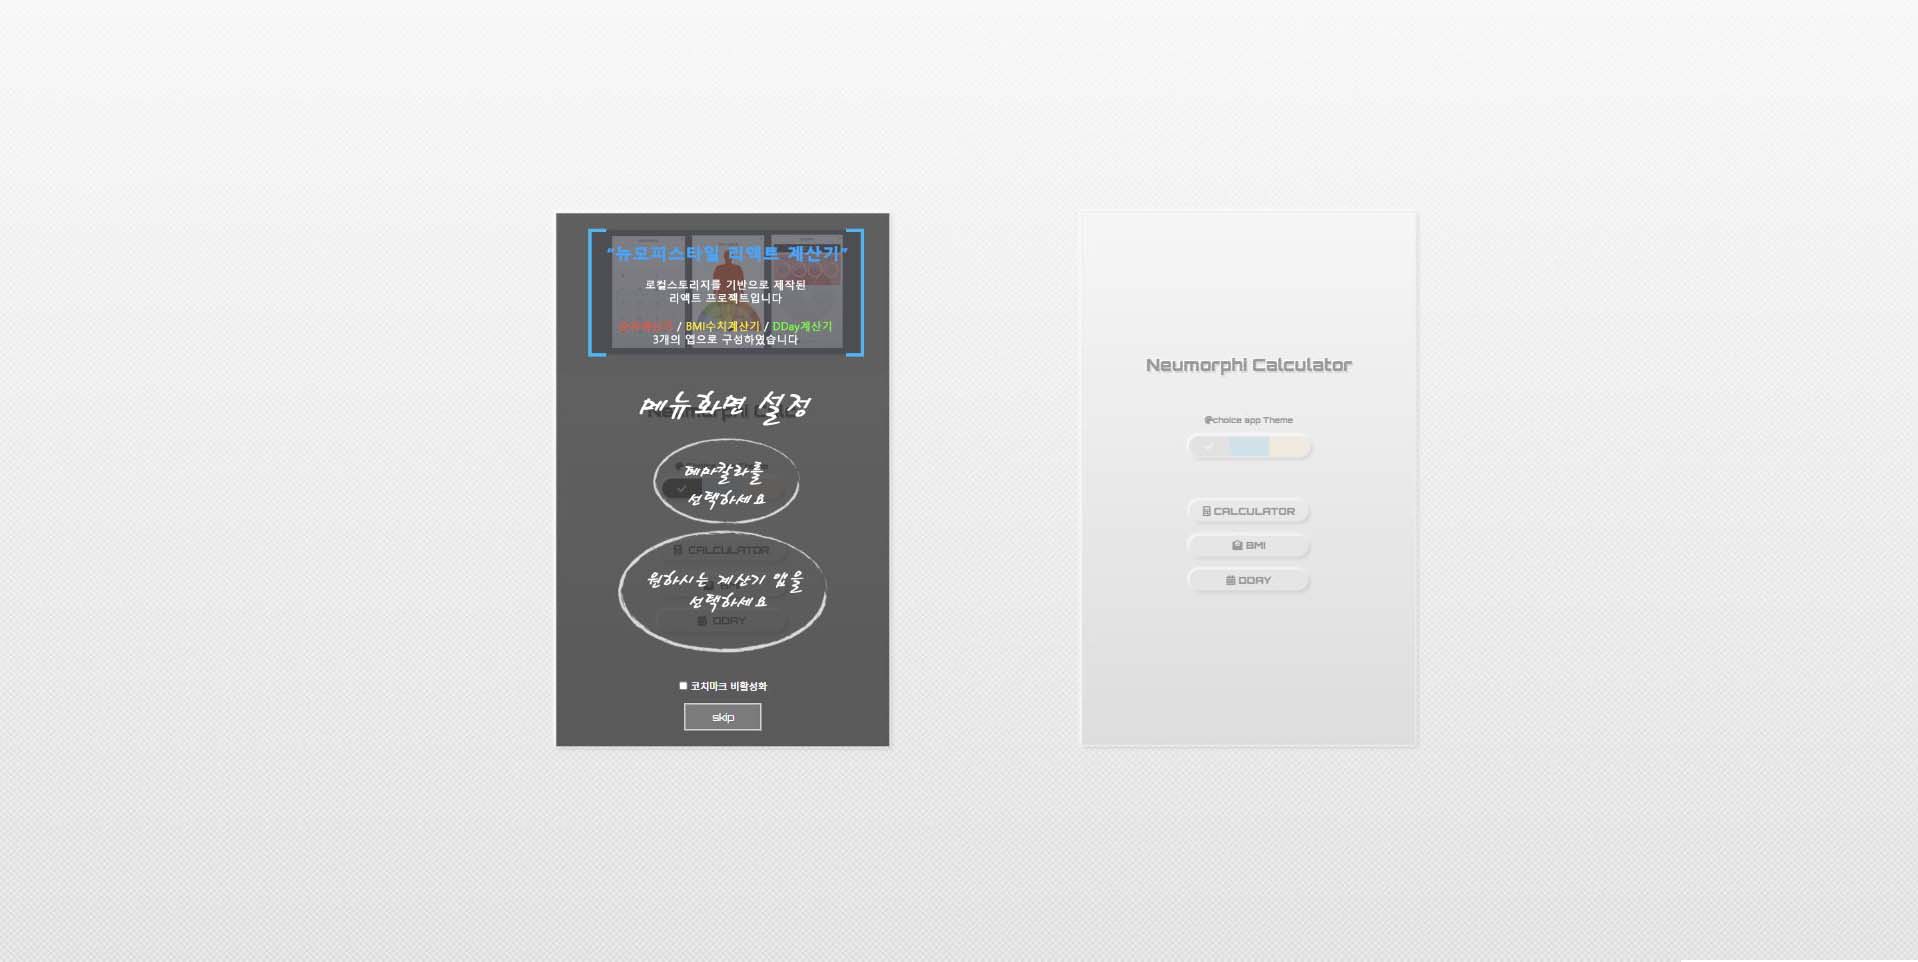 “뉴모피스타일 리액트 계산기”
로컬스토리지를 기반으로 제작된
리액트 프로젝트입니다
/ BMI수치계산기 / DDay계산기
3개의 앱으로 구성하였습니다
메뉴화면 설정
테마칼라를
선택하세요
CALCULATOR
원하시는 계산기 앱을
선택하세요
DDAY
코치마크 비활성화
skip
Neumorphi Calculator
choice app Theme
CALCULATOR
BMI
DDAY